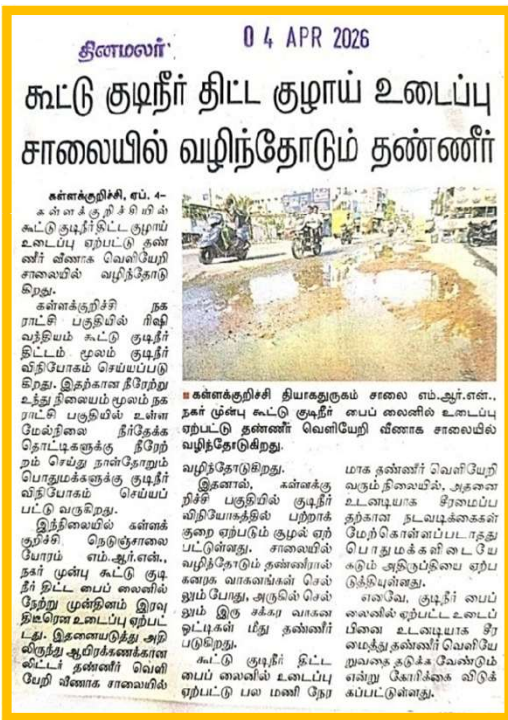 தினமலர்
04 APR 2026
கூட்டு குடிநீர் திட்ட குழாய் உடைப்பு
சாலையில் வழிந்தோடும் தண்ணீர்
கள்ளக்குறிச்சி, ஏப். 4–
கள்ளக்குறிச்சியில்
கூட்டு குடிநீர் திட்ட குழாய்
உடைப்பு ஏற்பட்டு தண்
ணீர் வீணாக வெளியேறி
சாலையில் வழிந்தோடு
கிறது.
கள்ளக்குறிச்சி நக
ராட்சி பகுதியில் ரிஷி
வந்தியம் கூட்டு குடிநீர்
திட்டம் மூலம் குடிநீர்
வினியோகம் செய்யப்படு
கிறது. இதற்கான நீரேற்று
உந்து நிலையம் மூலம் நக
ராட்சி பகுதியில் உள்ள
மேல்நிலை நீர்தேக்க
தொட்டிகளுக்கு நீரேற்
றம் செய்து நாள்தோறும்
பொதுமக்களுக்கு குடிநீர்
வினியோகம் செய்யப்
பட்டு வருகிறது.
இந்நிலையில் கள்ளக்
குறிச்சி நெடுஞ்சாலை
யோரம் எம்.ஆர்.என்.,
நகர் முன்பு கூட்டு குடி
நீர் திட்ட பைப் லைனில்
நேற்று முன்தினம் இரவு
திடீரென உடைப்பு ஏற்பட்
டது. இதனையடுத்து அதி
லிருந்து ஆயிரக்கணக்கான
லிட்டர் தண்ணீர் வெளி
யேறி வீணாக சாலையில்
■ கள்ளக்குறிச்சி தியாகதுருகம் சாலை எம்.ஆர்.என்.,
நகர் முன்பு கூட்டு குடிநீர் பைப் லைனில் உடைப்பு
ஏற்பட்டு தண்ணீர் வெளியேறி வீணாக சாலையில்
வழிந்தோடுகிறது.
வழிந்தோடுகிறது.
இதனால், கள்ளக்கு
றிச்சி பகுதியில் குடிநீர்
வினியோகத்தில் பற்றாக்
குறை ஏற்படும் சூழல் ஏற்
பட்டுள்ளது. சாலையில்
வழிந்தோடும் தண்ணீரால்
கனரக வாகனங்கள் செல்
லும்போது, அருகில் செல்
லும் இரு சக்கர வாகன
ஓட்டிகள் மீது தண்ணீர்
படுகிறது.
கூட்டு குடிநீர் திட்ட
பைப் லைனில் உடைப்பு
ஏற்பட்டு பல மணி நேர
மாக தண்ணீர் வெளியேறி
வரும் நிலையில், அதனை
உடனடியாக சீரமைப்ப
தற்கான நடவடிக்கைகள்
மேற்கொள்ளப்படாதது
பொதுமக்களிடையே
கடும் அதிருப்தியை ஏற்ப
டுத்தியுள்ளது.
எனவே, குடிநீர் பைப்
லைனில் ஏற்பட்ட உடைப்
பினை உடனடியாக சீர
மைத்து தண்ணீர் வெளியே
றுவதை தடுக்க வேண்டும்
என்று கோரிக்கை விடுக்
கப்பட்டுள்ளது.